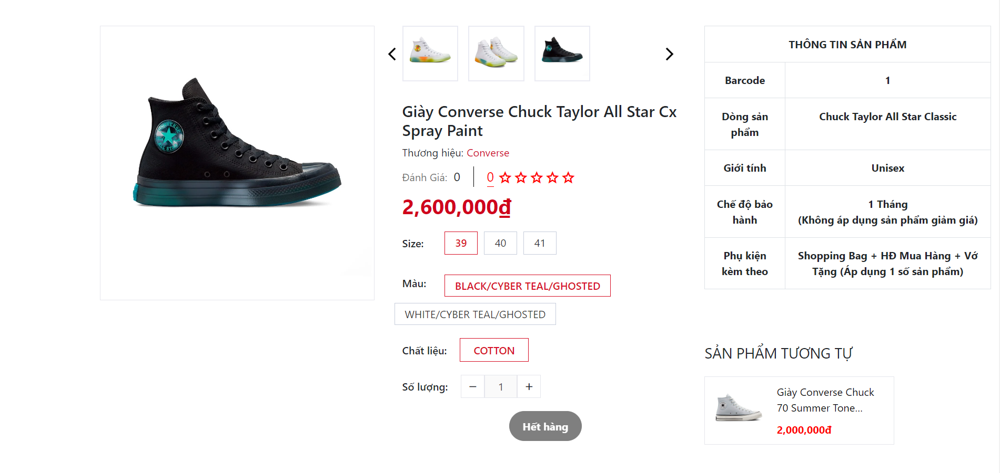 CONVERSE
ALL STAR
Giày Converse Chuck Taylor All Star Cx
Spray Paint
Thương hiệu: Converse
Đánh Giá: 0 0
2,600,000₫
Size: 39 40 41
Màu: BLACK/CYBER TEAL/GHOSTED
WHITE/CYBER TEAL/GHOSTED
Chất liệu: COTTON
Số lượng: − 1 +
Hết hàng
THÔNG TIN SẢN PHẨM
Barcode 1
Dòng sản
phẩm
Chuck Taylor All Star Classic
Giới tính Unisex
Chế độ bảo
hành
1 Tháng
(Không áp dụng sản phẩm giảm giá)
Phụ kiện
kèm theo
Shopping Bag + HĐ Mua Hàng + Vớ
Tặng (Áp dụng 1 số sản phẩm)
SẢN PHẨM TƯƠNG TỰ
Giày Converse Chuck
70 Summer Tone...
2,000,000đ